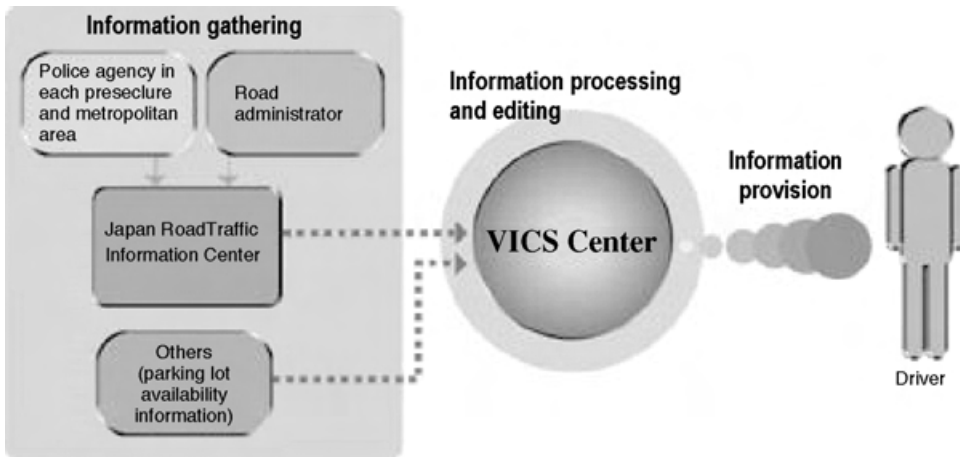 Information gathering
Police agency in
each preseclure
and metropolitan
area
Road
administrator
Japan RoadTraffic
Information Center
Others
(parking lot
availability
information)
Information processing
and editing
VICS Center
Information
provision
Driver